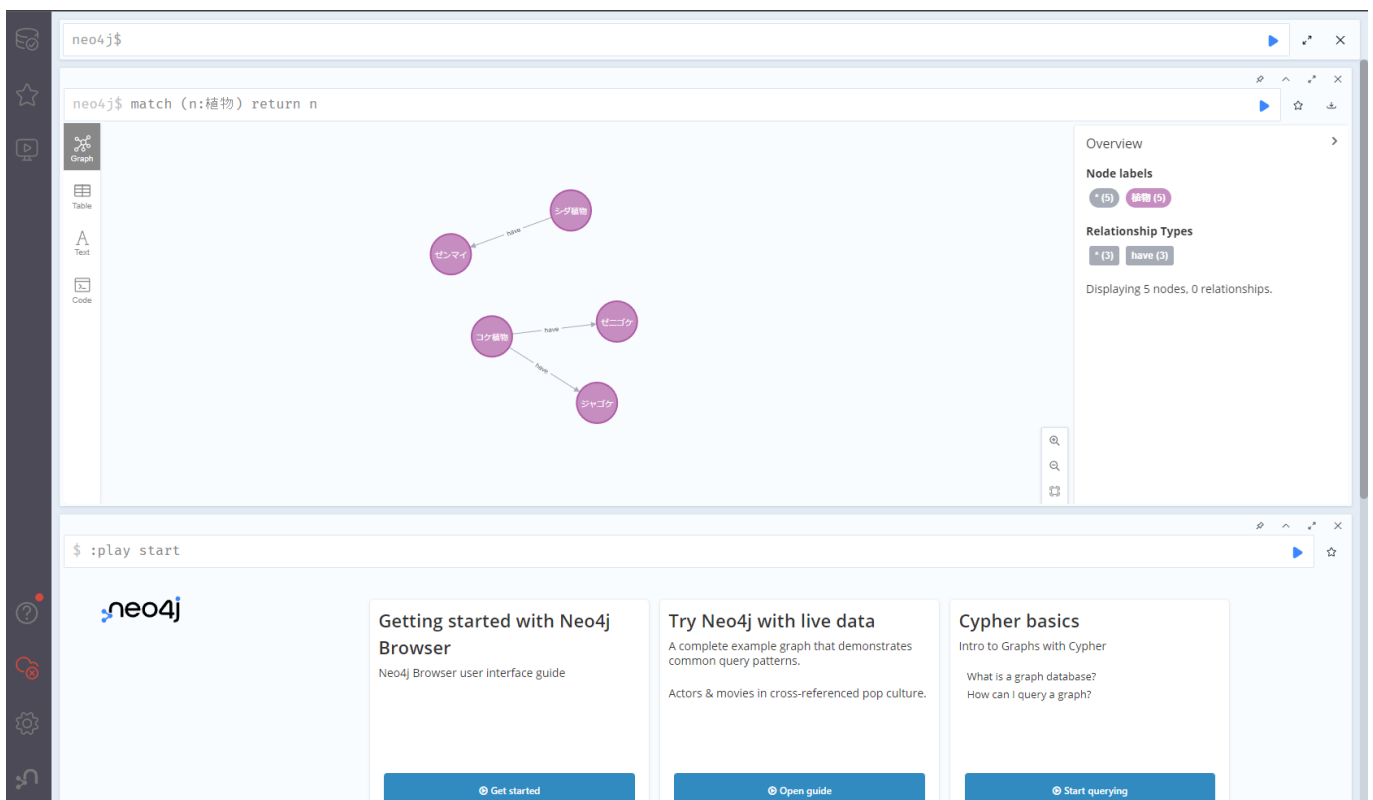 neo4j$
neo4j$ match (n:植物) return n
Graph
Table
Text
Code
シダ植物
have
ゼンマイ
コケ植物
have
ゼニゴケ
have
ジャゴケ
Overview
Node labels
* (5) 植物 (5)
Relationship Types
* (3) have (3)
Displaying 5 nodes, 0 relationships.
$ :play start
neo4j
Getting started with Neo4j
Browser
Neo4j Browser user interface guide
Get started
Try Neo4j with live data
A complete example graph that demonstrates
common query patterns.
Actors & movies in cross-referenced pop culture.
Open guide
Cypher basics
Intro to Graphs with Cypher
What is a graph database?
How can I query a graph?
Start querying